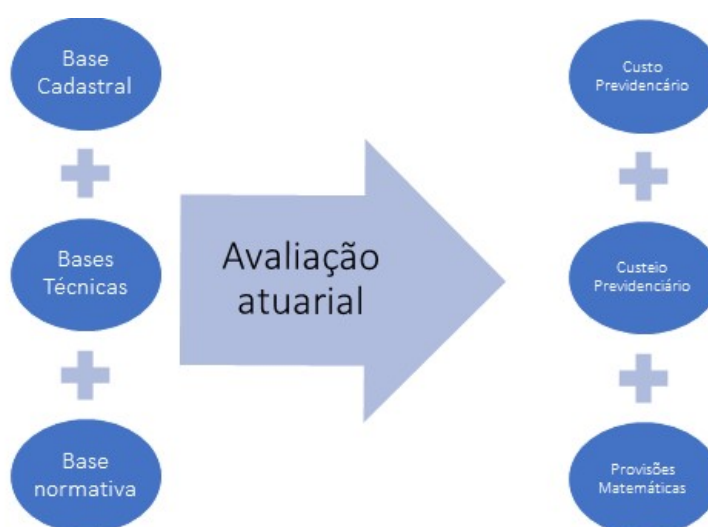 Base
Cadastral
Bases
Técnicas
Base
normativa
Avaliação
atuarial
Custo
Previdencário
Custeio
Previdenciário
Provisões
Matemáticas